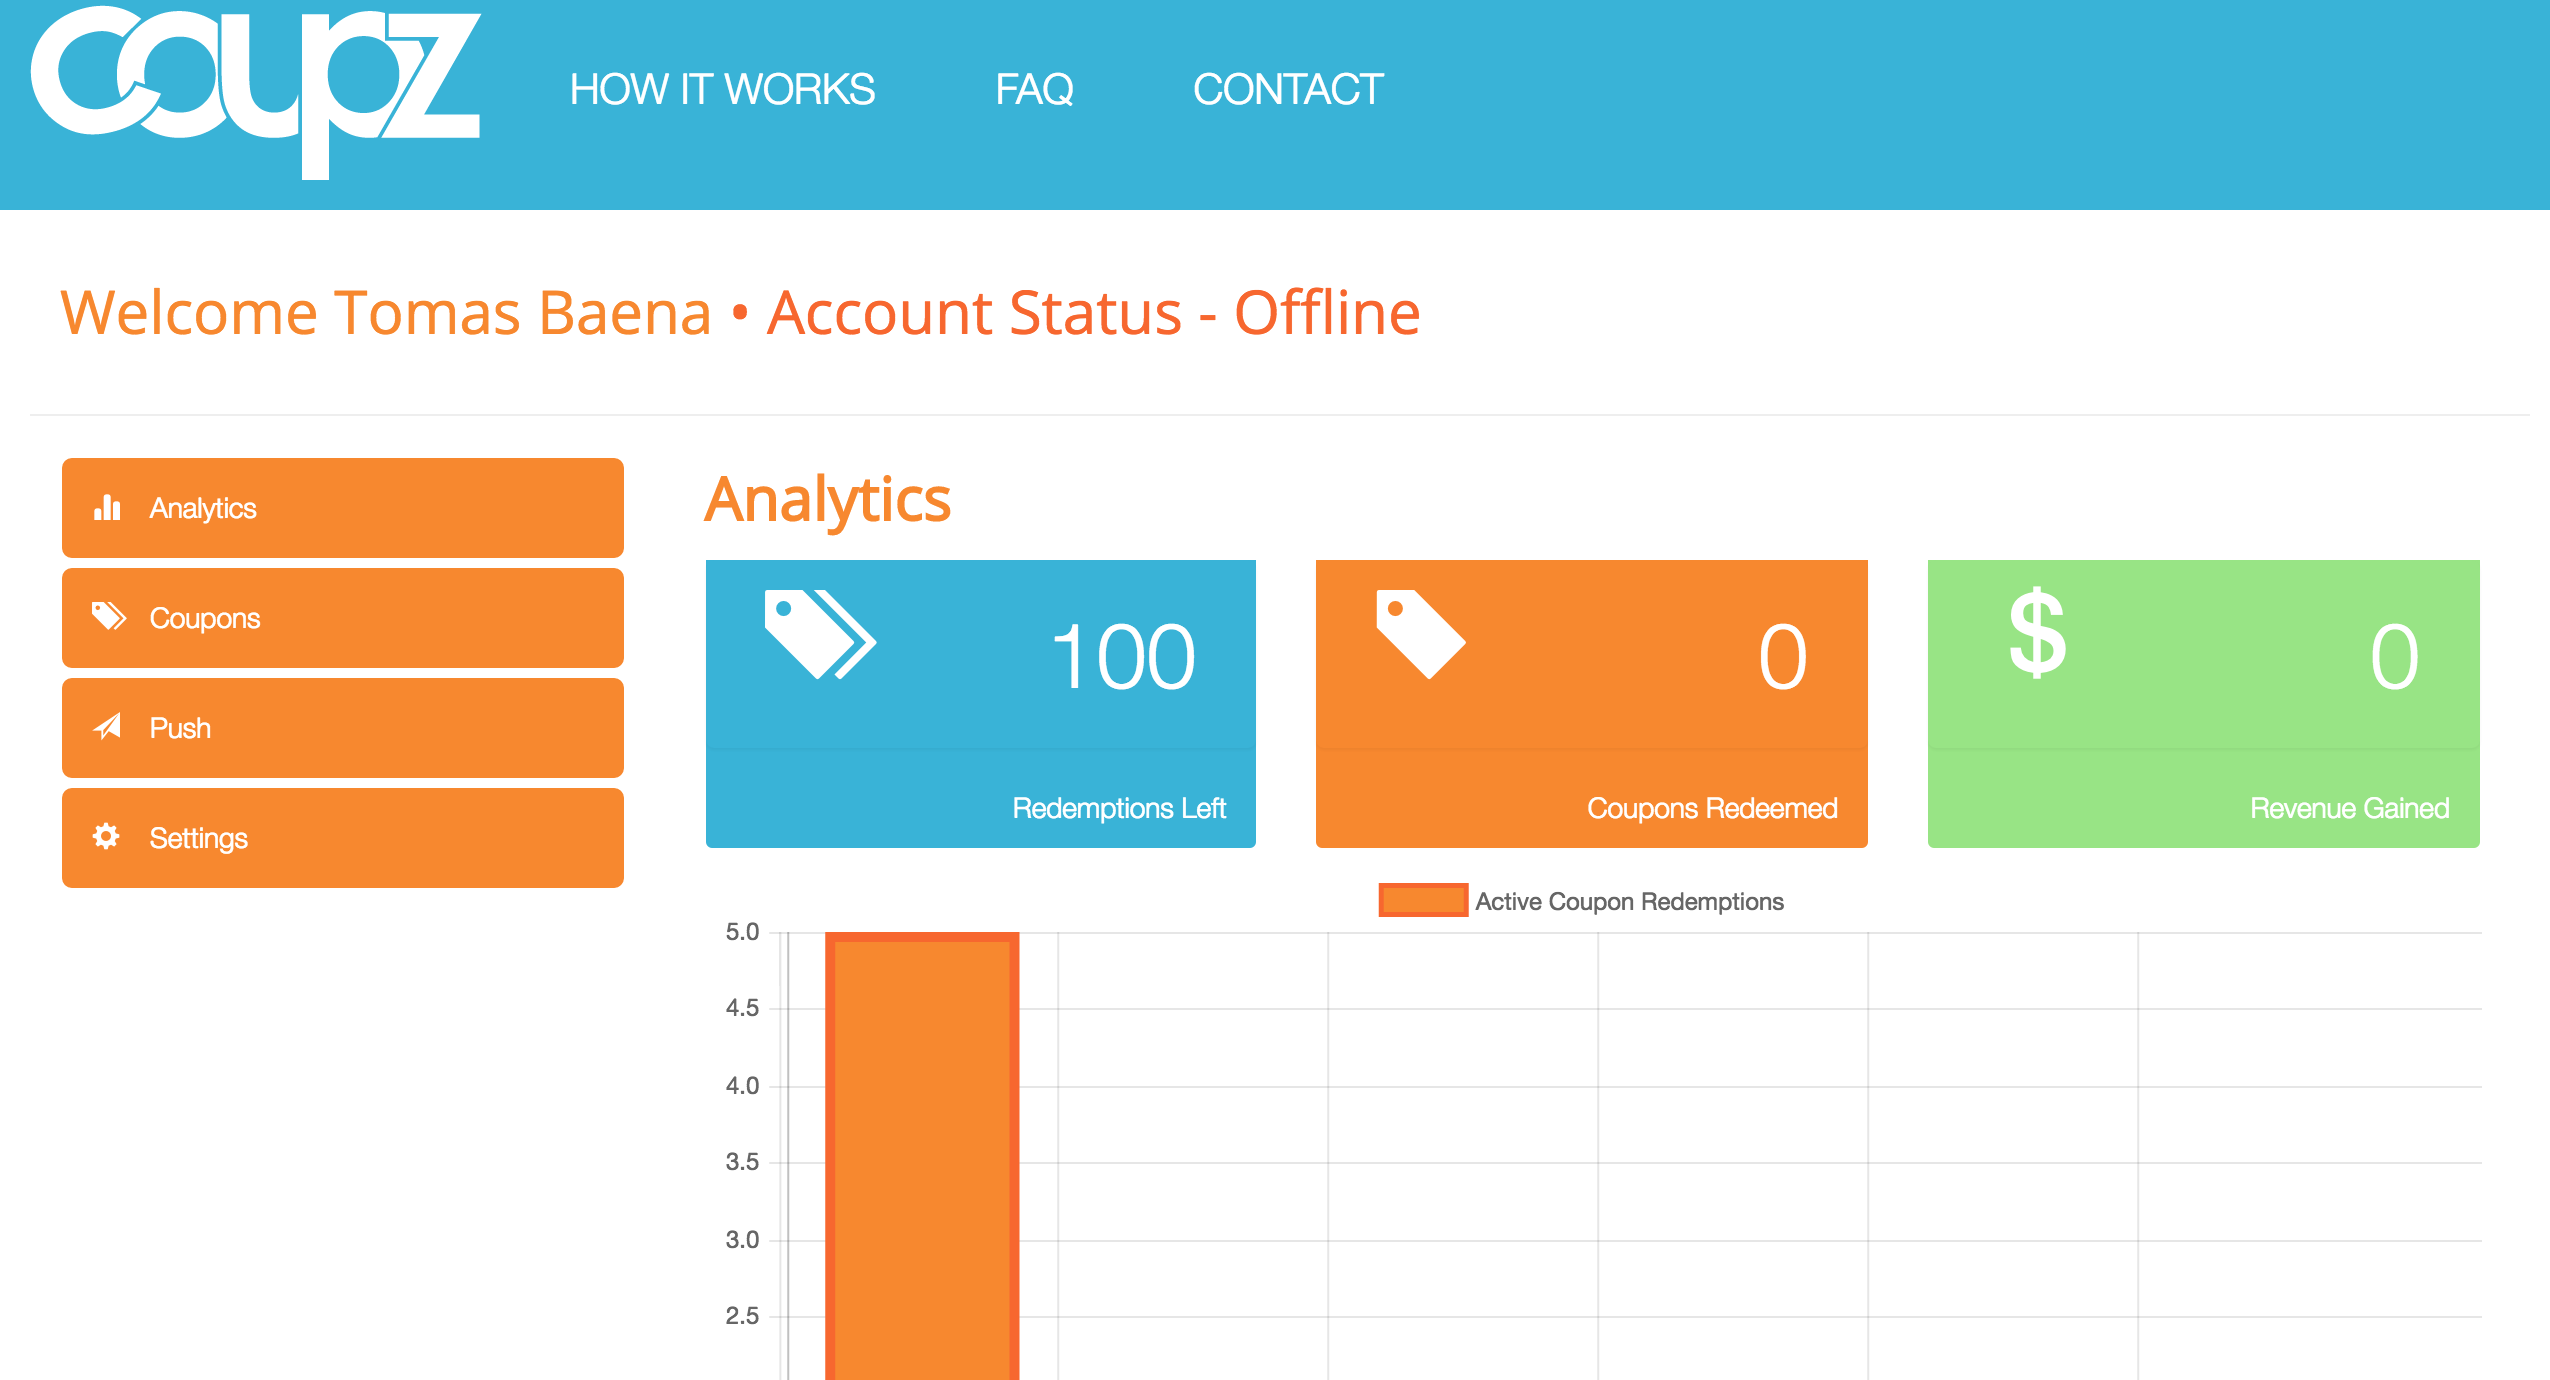 coupz
HOW IT WORKS
FAQ
CONTACT
Welcome Tomas Baena • Account Status - Offline
Analytics
Coupons
Push
Settings
Analytics
100
Redemptions Left
0
Coupons Redeemed
$
0
Revenue Gained
Active Coupon Redemptions
5.0
4.5
4.0
3.5
3.0
2.5